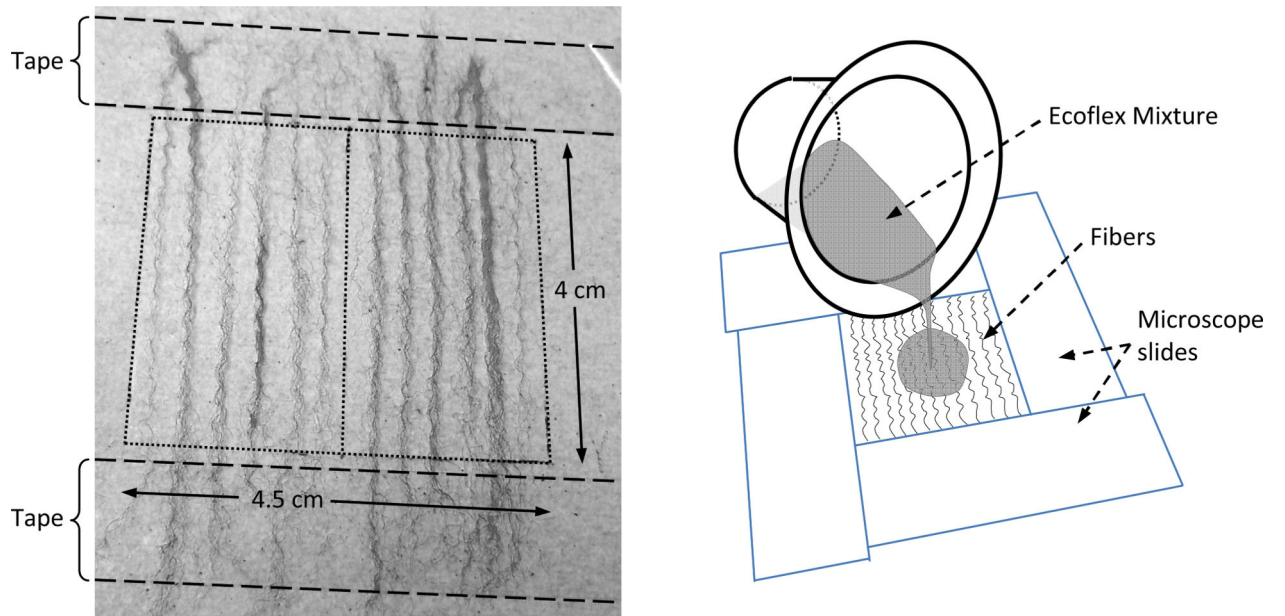 Tape
4 cm
4.5 cm
Tape
Ecoflex Mixture
Fibers
Microscope
slides